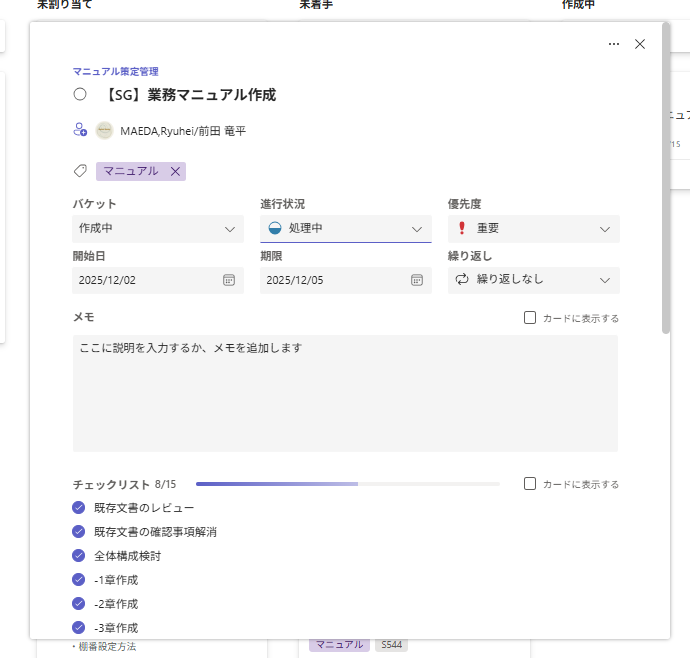 未割り当て
未着手
作成中
マニュアル策定管理
【SG】業務マニュアル作成
MAEDA,Ryuhei/前田 竜平
マニュアル
バケット
進行状況
優先度
作成中
処理中
重要
開始日
期限
繰り返し
2025/12/02
2025/12/05
繰り返しなし
メモ
カードに表示する
ここに説明を入力するか、メモを追加します
チェックリスト 8/15
カードに表示する
既存文書のレビュー
既存文書の確認事項解消
全体構成検討
-1章作成
-2章作成
-3章作成
・棚番設定方法
マニュアル
S544
ニュア
15